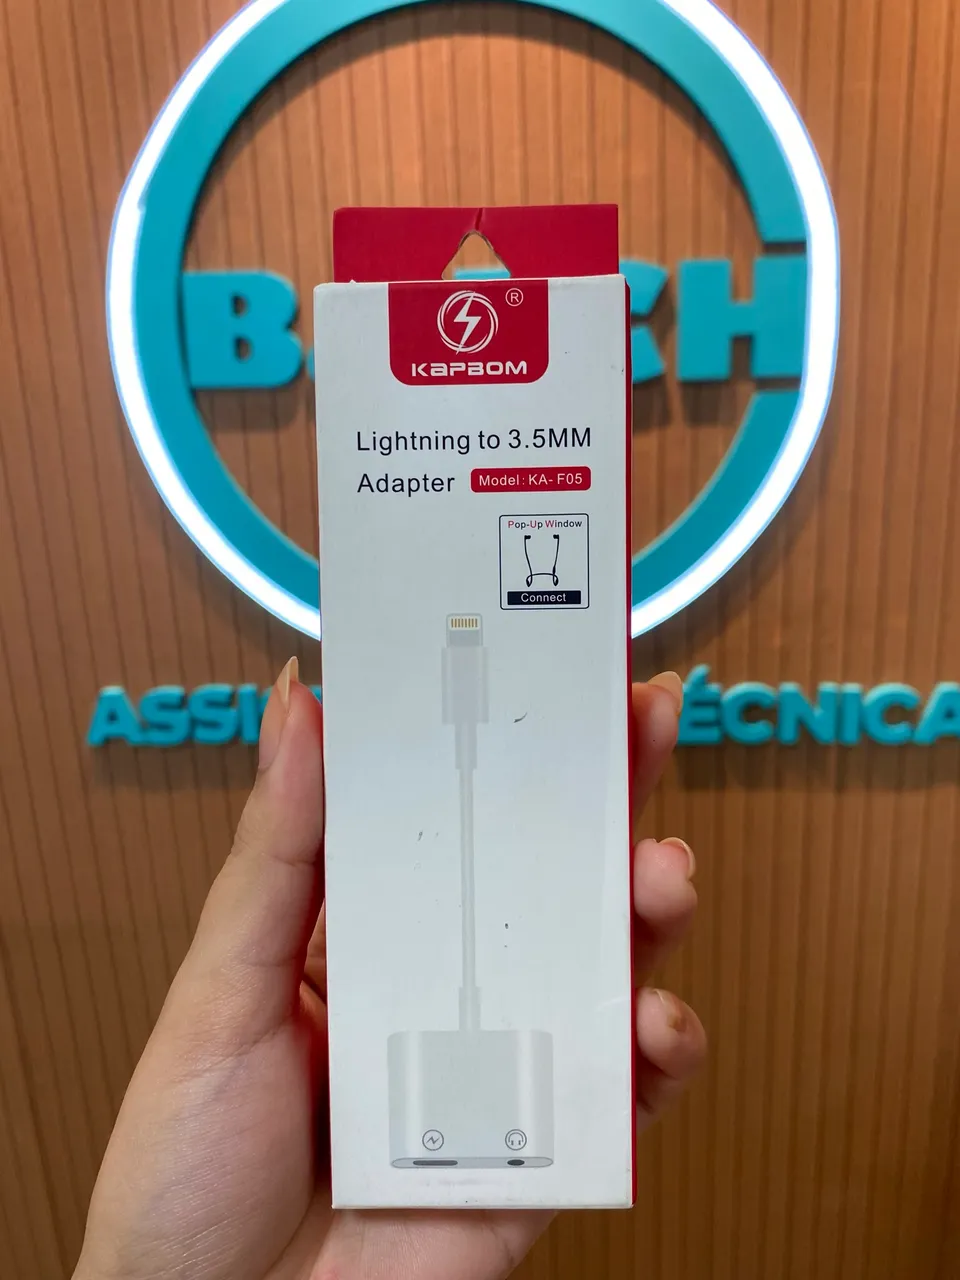 ®
KAPBOM
Lightning to 3.5MM
Adapter
Model: KA- F05
Pop-Up Window
Connect